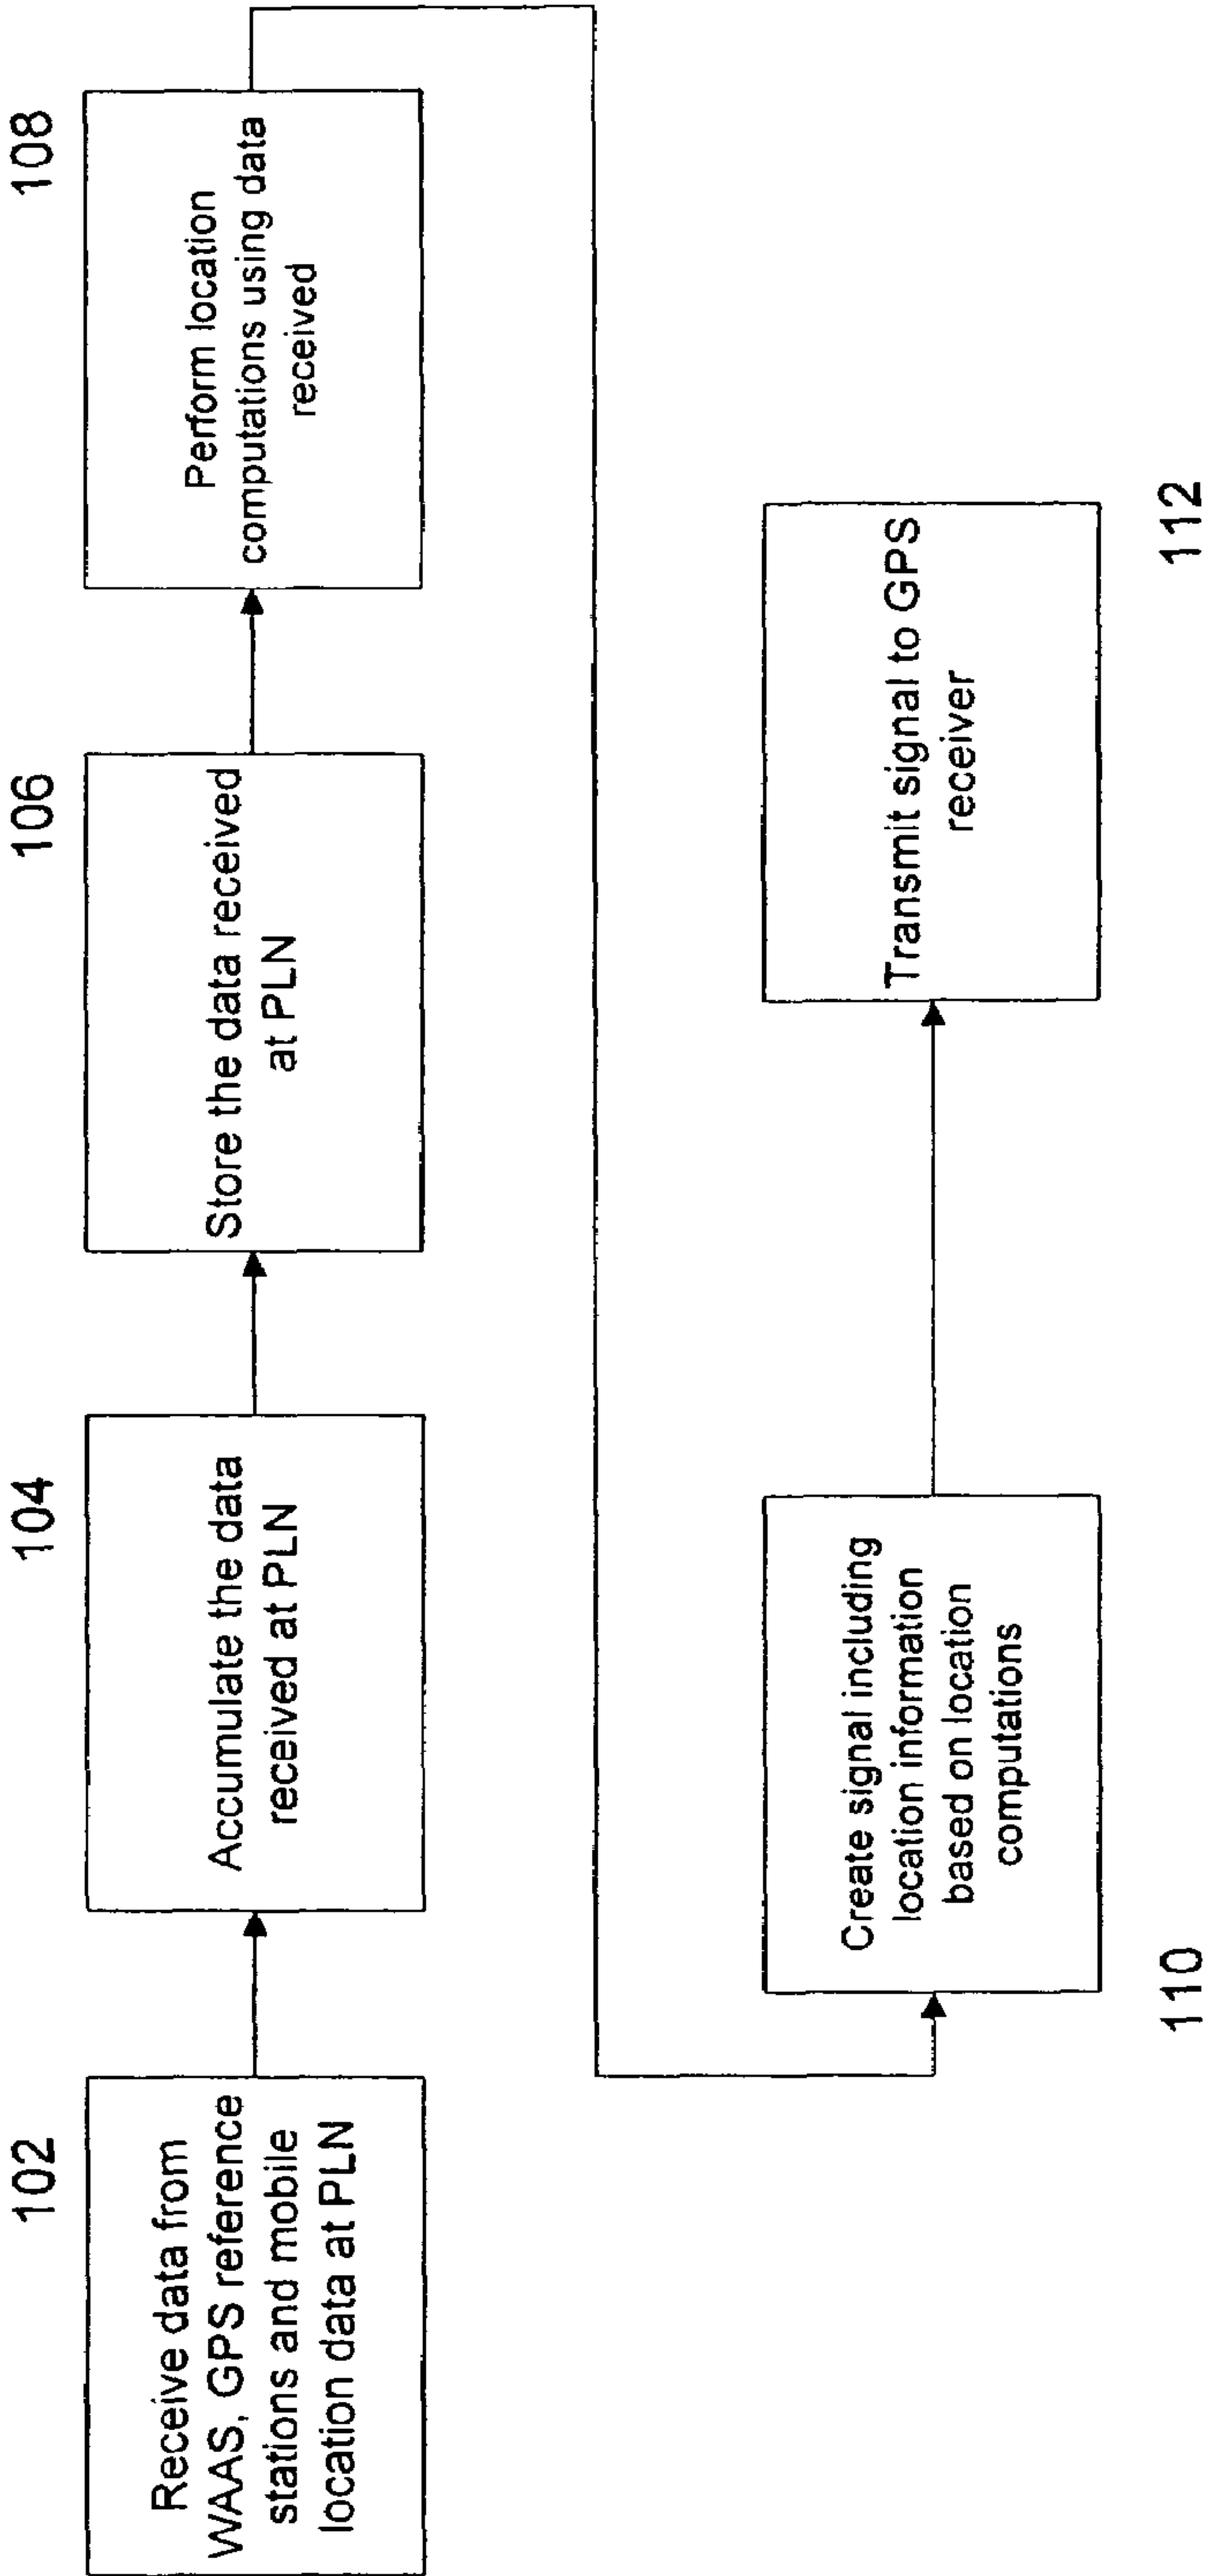 102
Receive data from
WAAS, GPS reference
stations and mobile
location data at PLN
104
Accumulate the data
received at PLN
106
Store the data received
at PLN
108
Perform location
computations using data
received
110
Create signal including
location information
based on location
computations
112
Transmit signal to GPS
receiver